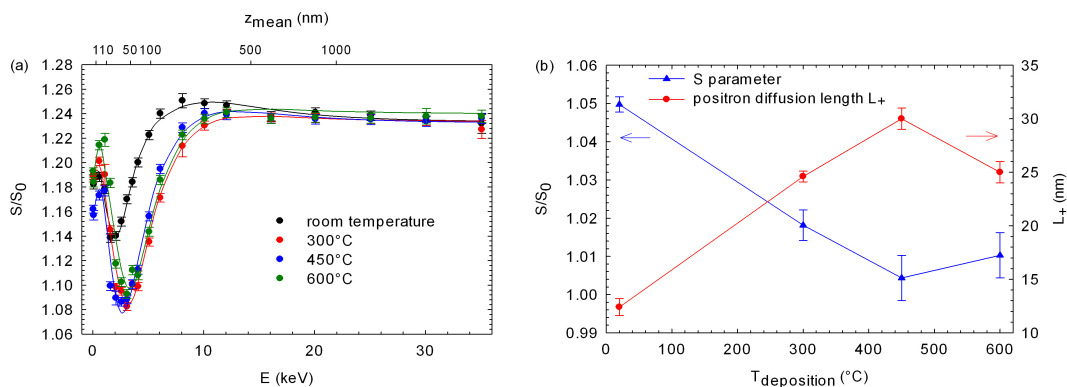 z_mean (nm)
1 10 50 100 500 1000
(a)
1.28
1.26
1.24
1.22
1.20
1.18
1.16
1.14
1.12
1.10
1.08
1.06
S/S0
room temperature
300°C
450°C
600°C
0 10 20 30
E (keV)
(b)
1.06
1.05
1.04
1.03
1.02
1.01
1.00
0.99
S/S0
S parameter
positron diffusion length L+
35
30
25
20
15
10
L+ (nm)
0 100 200 300 400 500 600
T_deposition (°C)